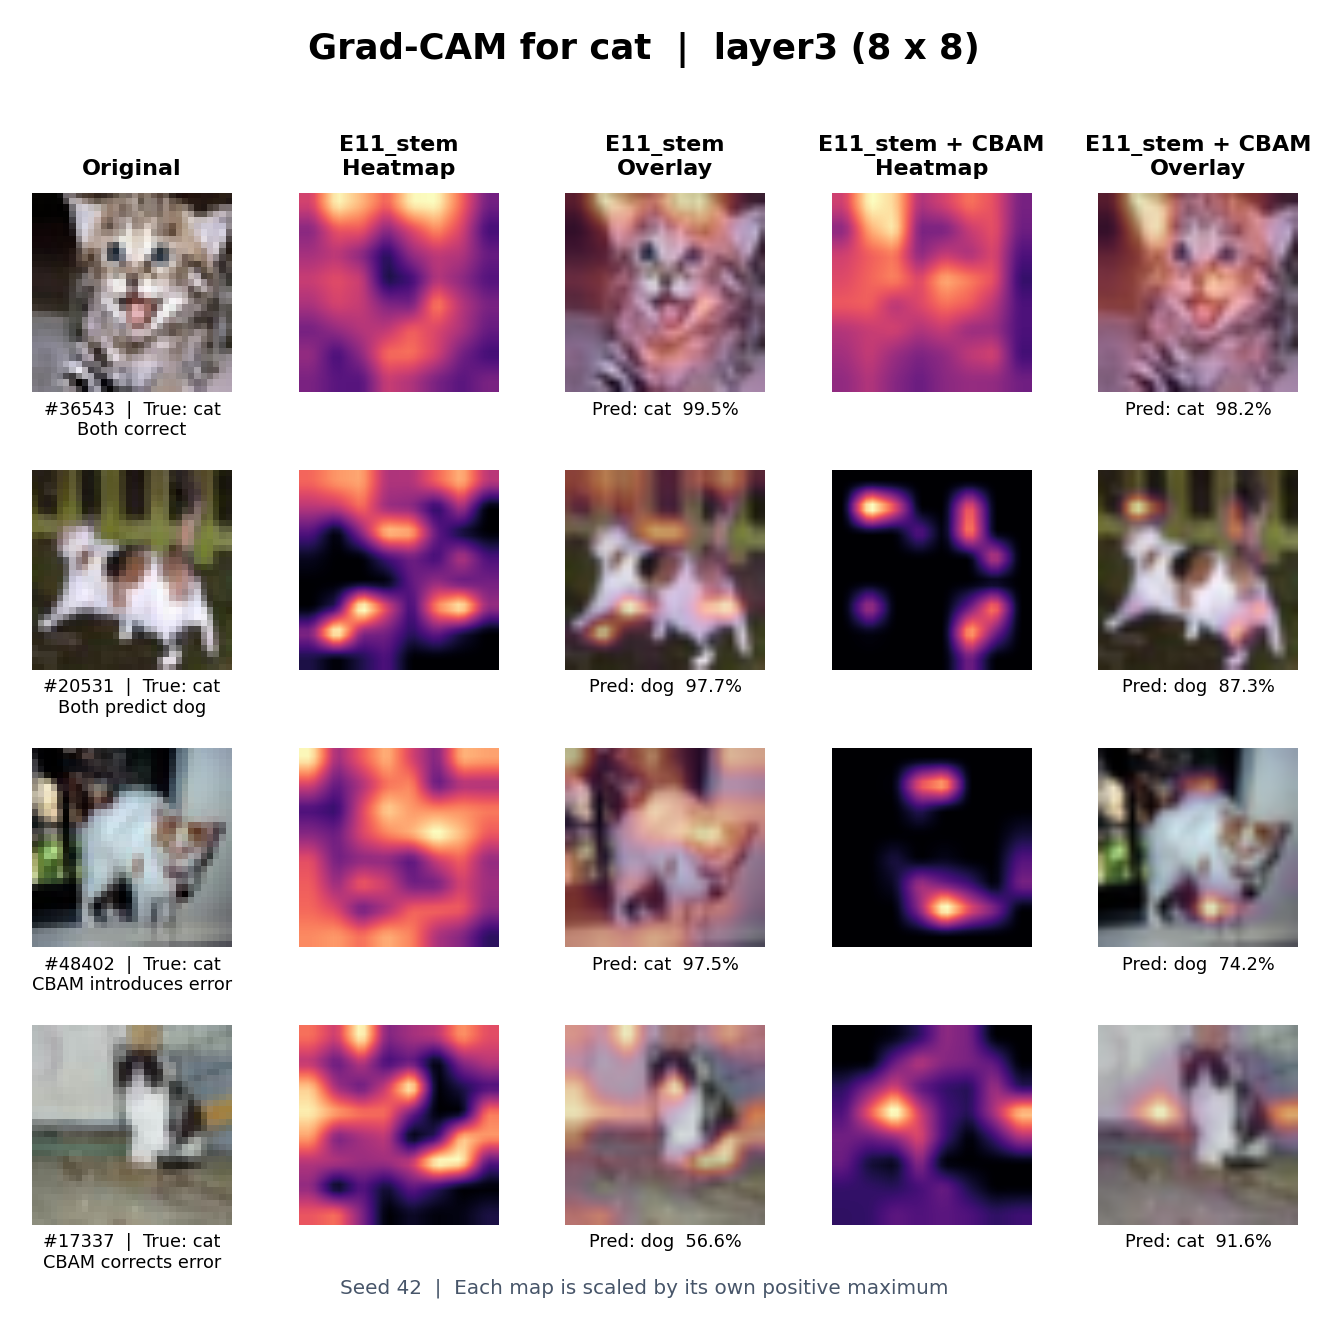 Grad-CAM for cat  |  layer3 (8 x 8)
Original
E11_stem
Heatmap
E11_stem
Overlay
E11_stem + CBAM
Heatmap
E11_stem + CBAM
Overlay
#36543  |  True: cat
Both correct
Pred: cat  99.5%
Pred: cat  98.2%
#20531  |  True: cat
Both predict dog
Pred: dog  97.7%
Pred: dog  87.3%
#48402  |  True: cat
CBAM introduces error
Pred: cat  97.5%
Pred: dog  74.2%
#17337  |  True: cat
CBAM corrects error
Pred: dog  56.6%
Pred: cat  91.6%
Seed 42  |  Each map is scaled by its own positive maximum